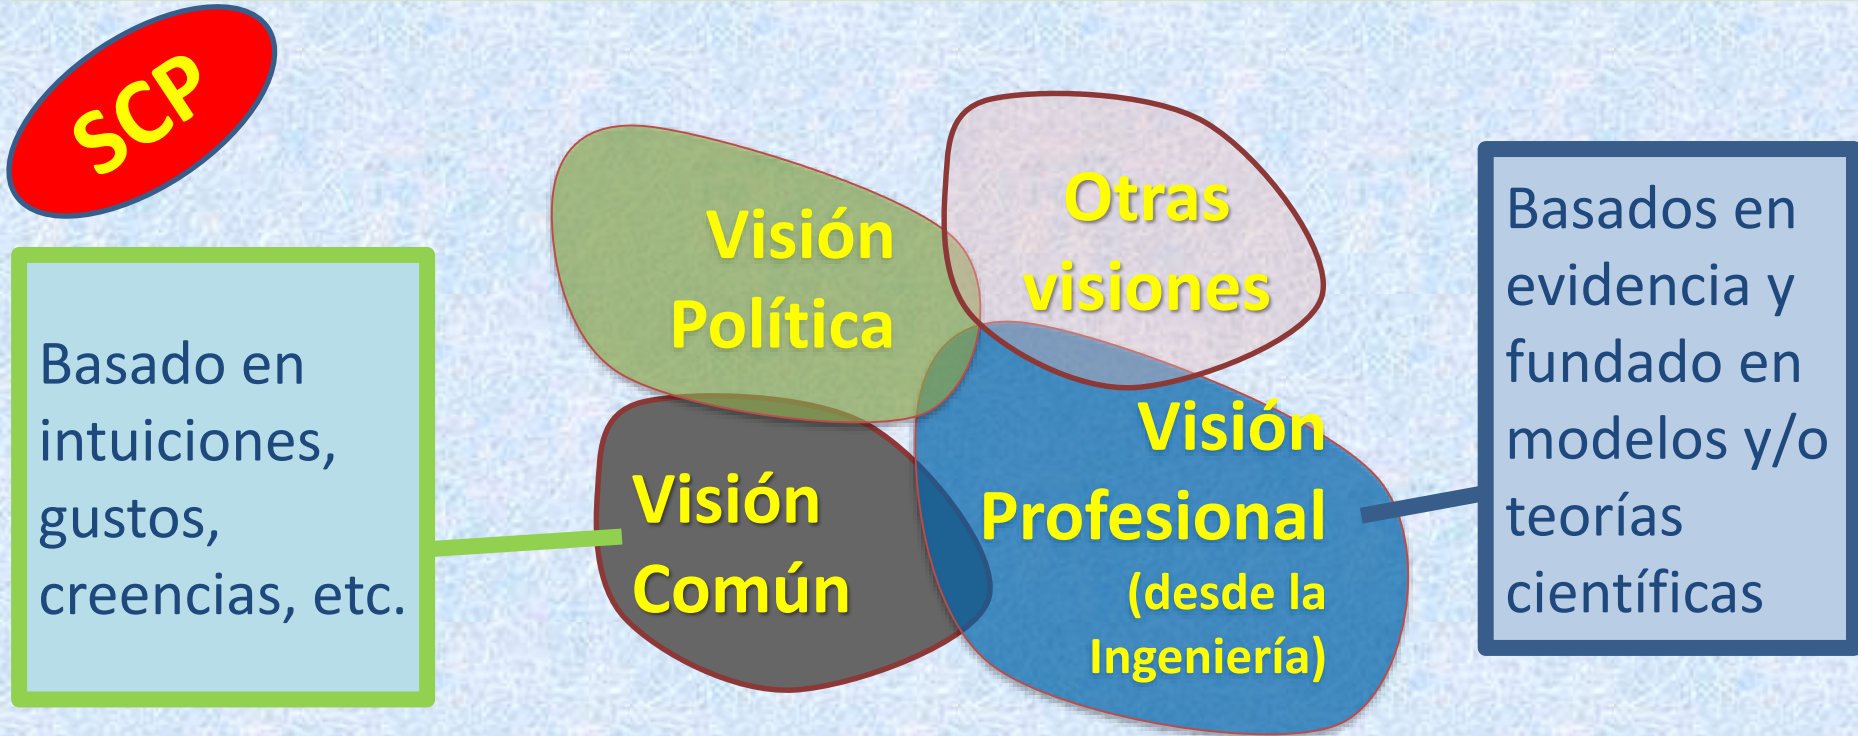 SCP
Basado en
intuiciones,
gustos,
creencias, etc.
Visión
Política
Otras
visiones
Visión
Común
Visión
Profesional
(desde la
Ingeniería)
Basados en
evidencia y
fundado en
modelos y/o
teorías
científicas